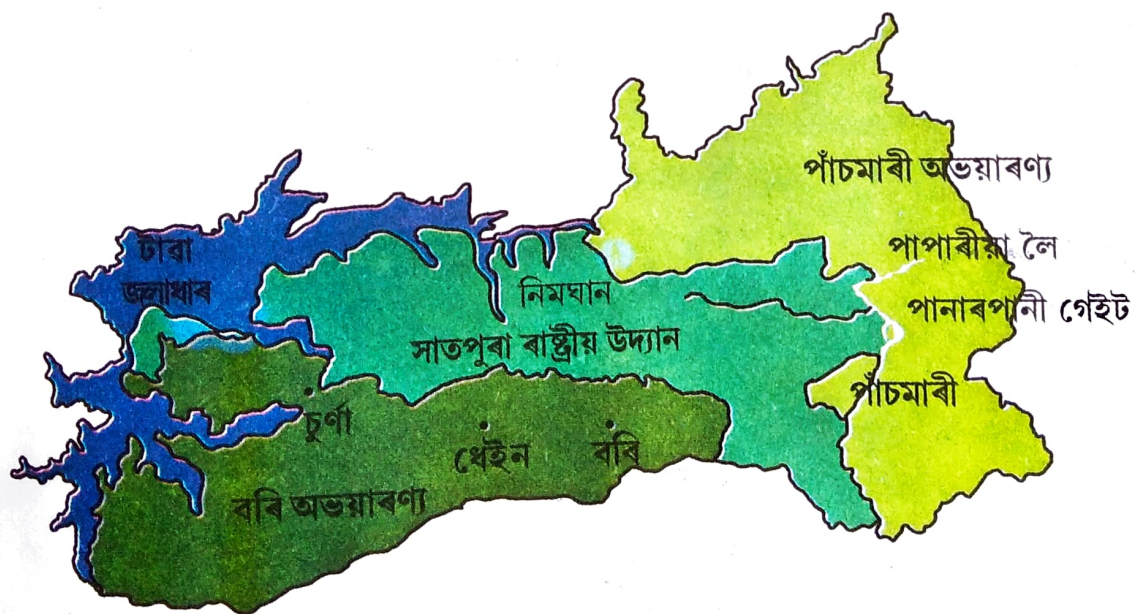 পাঁচমাৰী অভয়াৰণ্য
টাৱা
জলাধাৰ
পাপাৰীয়া লৈ
নিমঘান
পানাৰপানী গেইট
সাতপুৰা ৰাষ্ট্ৰীয় উদ্যান
পাঁচমাৰী
চুৰ্ণা
ধেইন
বৰি
বৰি অভয়াৰণ্য